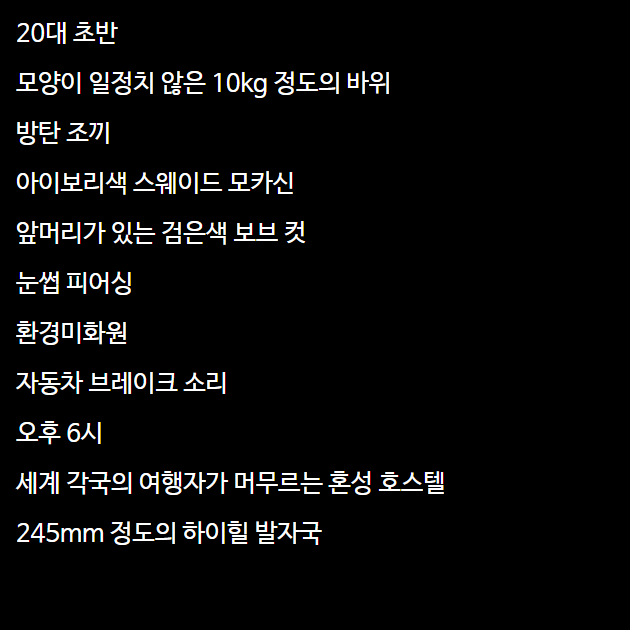 20대 초반
모양이 일정치 않은 10kg 정도의 바위
방탄 조끼
아이보리색 스웨이드 모카신
앞머리가 있는 검은색 보브 컷
눈썹 피어싱
환경미화원
자동차 브레이크 소리
오후 6시
세계 각국의 여행자가 머무르는 혼성 호스텔
245mm 정도의 하이힐 발자국